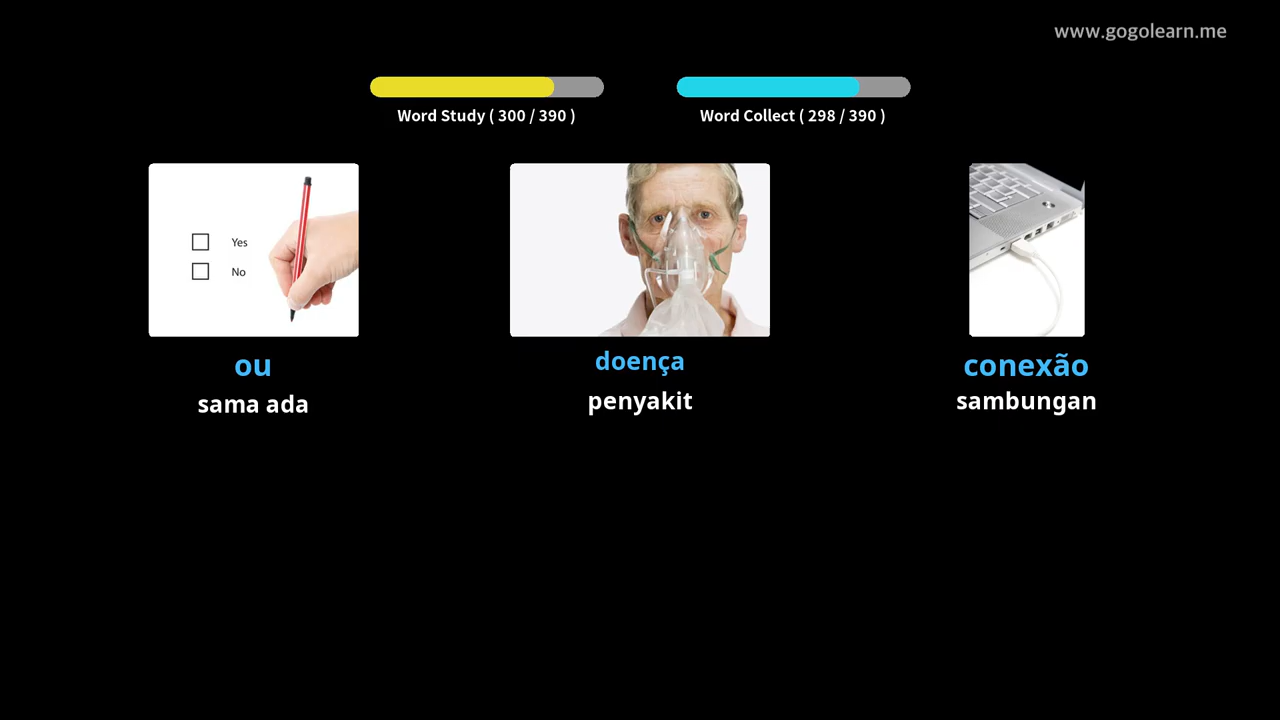 www.gogolearn.me
Word Study ( 300 / 390 )
Word Collect ( 298 / 390 )
Yes
No
ou
sama ada
doença
penyakit
conexão
sambungan